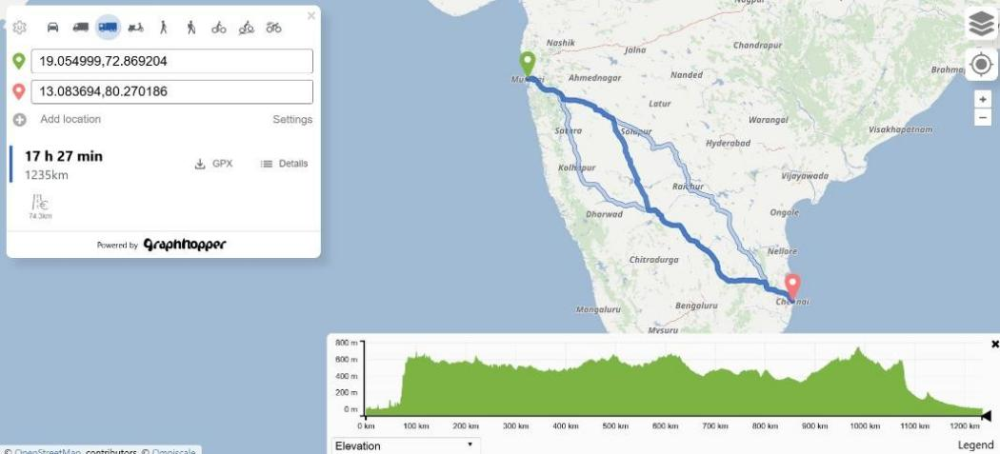 ×
19.054999,72.869204
13.083694,80.270186
Add location
Settings
17 h 27 min
1235km
GPX
Details
74.3km
Powered by Graphhopper
Nagpur
Nashik
Jalna
Chandrapur
Ahmednagar
Nanded
Brahma
Latur
Satara
Solapur
Warangal
Visakhapatnam
Hyderabad
Kolhapur
Vijayawada
Raichur
Dharwad
Ongole
Chitradurga
Nellore
Chennai
Mangaluru
Bengaluru
Mysuru
+
−
800 m
600 m
400 m
200 m
0 m
0 km
100 km
200 km
300 km
400 km
500 km
600 km
700 km
800 km
900 km
1000 km
1100 km
1200 km
Elevation
Legend
© OpenStreetMap contributors, © Omniscale